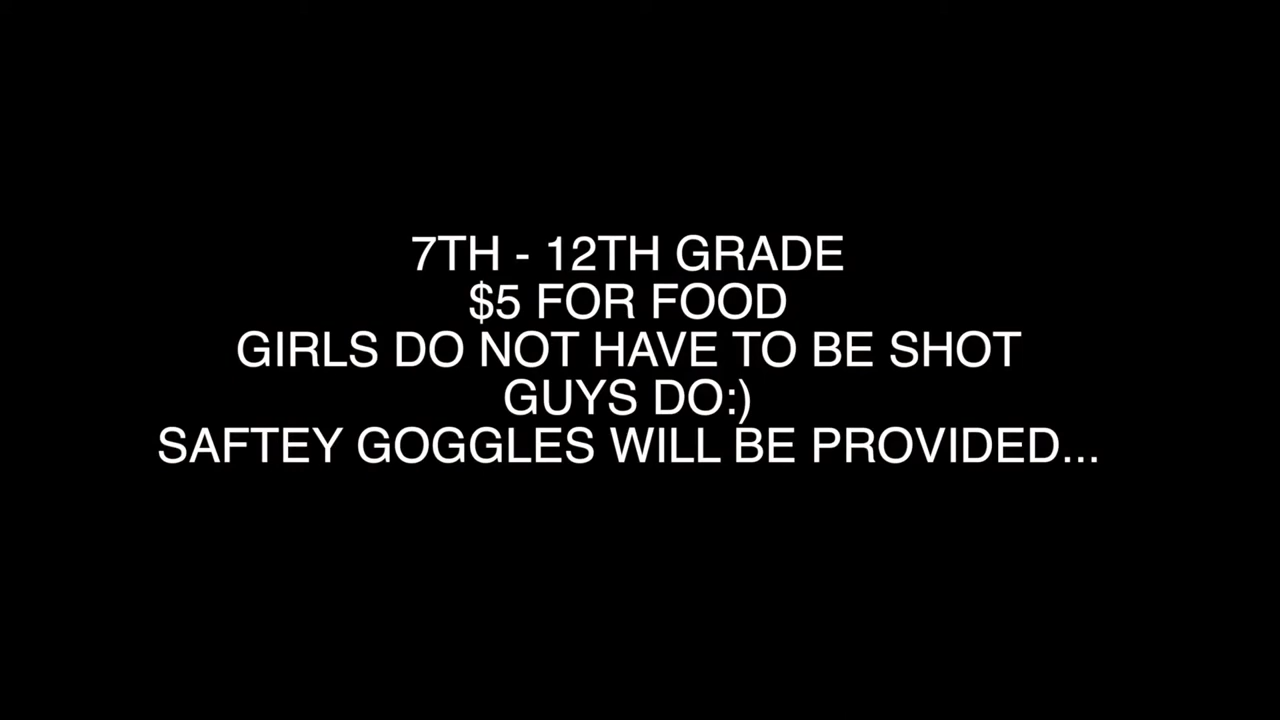 7TH - 12TH GRADE
$5 FOR FOOD
GIRLS DO NOT HAVE TO BE SHOT
GUYS DO:)
SAFTEY GOGGLES WILL BE PROVIDED...